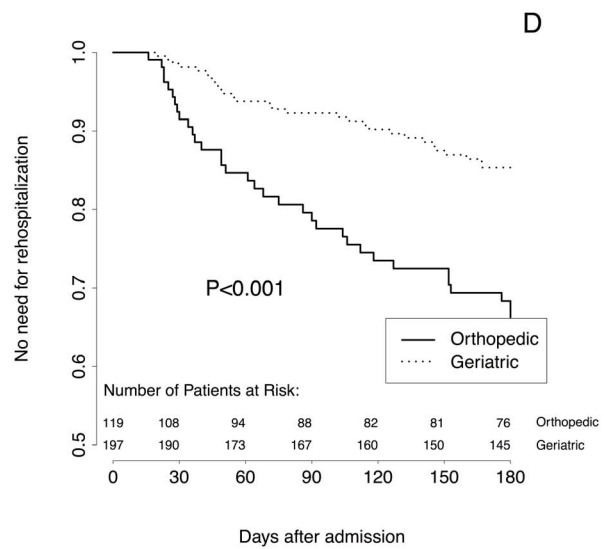 D
1.0
0.9
0.8
0.7
0.6
0.5
No need for rehospitalization
P<0.001
Orthopedic
Geriatric
Number of Patients at Risk:
119 108 94 88 82 81 76 Orthopedic
197 190 173 167 160 150 145 Geriatric
0 30 60 90 120 150 180
Days after admission